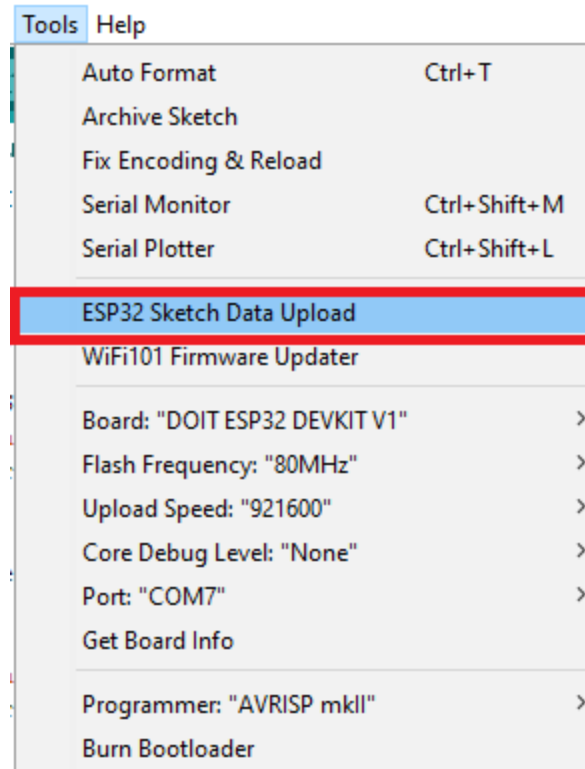 Tools Help
Auto Format Ctrl+T
Archive Sketch
Fix Encoding & Reload
Serial Monitor Ctrl+Shift+M
Serial Plotter Ctrl+Shift+L
ESP32 Sketch Data Upload
WiFi101 Firmware Updater
Board: "DOIT ESP32 DEVKIT V1"
Flash Frequency: "80MHz"
Upload Speed: "921600"
Core Debug Level: "None"
Port: "COM7"
Get Board Info
Programmer: "AVRISP mkII"
Burn Bootloader